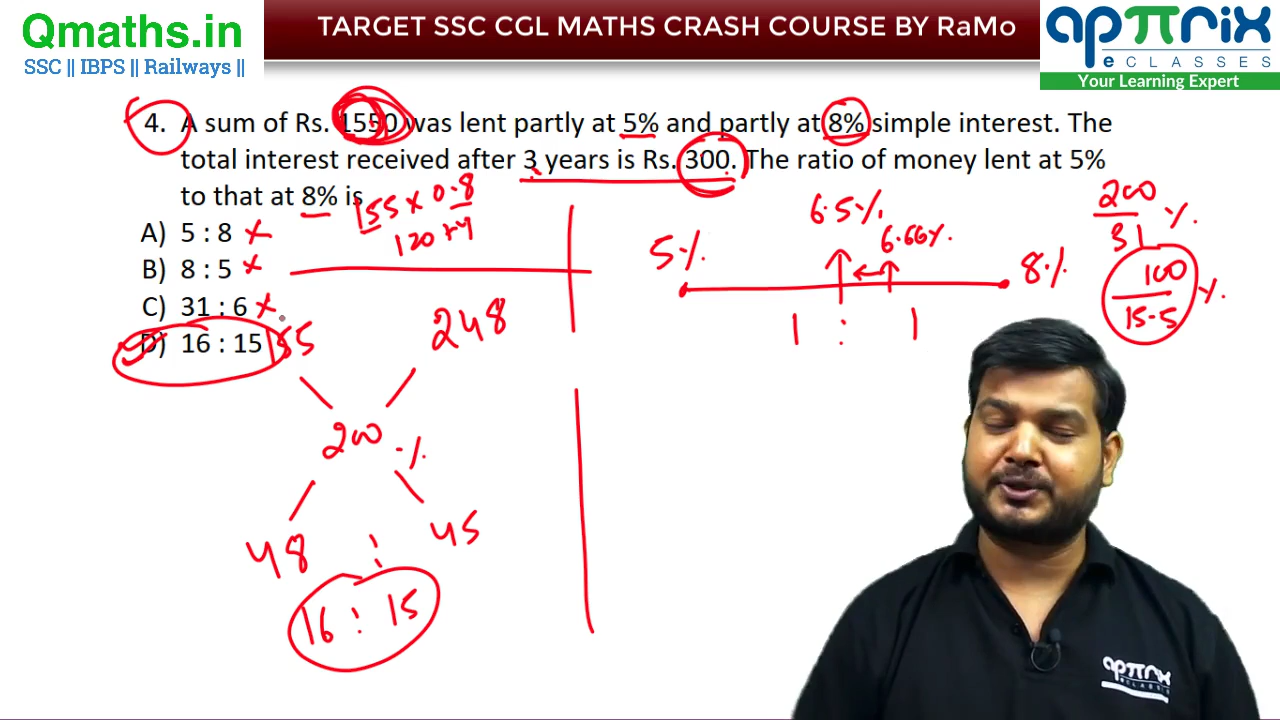 Qmaths.in
SSC || IBPS || Railways ||
TARGET SSC CGL MATHS CRASH COURSE BY RaMo
apπrix
eCLASSES
Your Learning Expert
4. A sum of Rs. 1550 was lent partly at 5% and partly at 8% simple interest. The
total interest received after 3 years is Rs. 300. The ratio of money lent at 5%
to that at 8% is
A) 5 : 8 ×
B) 8 : 5 ×
C) 31 : 6 ×
D) 16 : 15
155 × 0.8
120 + 4
155
248
200 %
48 : 45
16 : 15
6.5%
6.66%
5%
8%
1 : 1
200
31 %
100
15.5 %
apπrix
eCLASSES